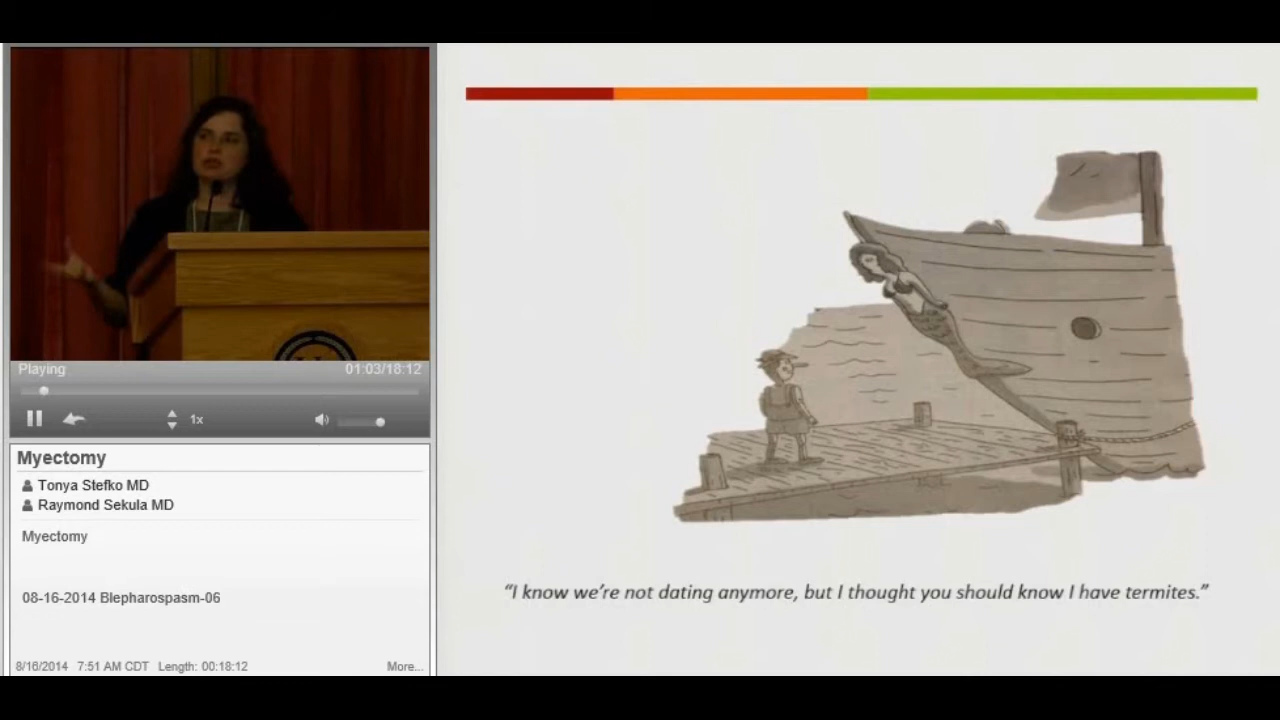 Playing
01:03/18:12
1x
Myectomy
Tonya Stefko MD
Raymond Sekula MD
Myectomy
08-16-2014 Blepharospasm-06
8/16/2014 7:51 AM CDT Length: 00:18:12
More...
"I know we're not dating anymore, but I thought you should know I have termites."